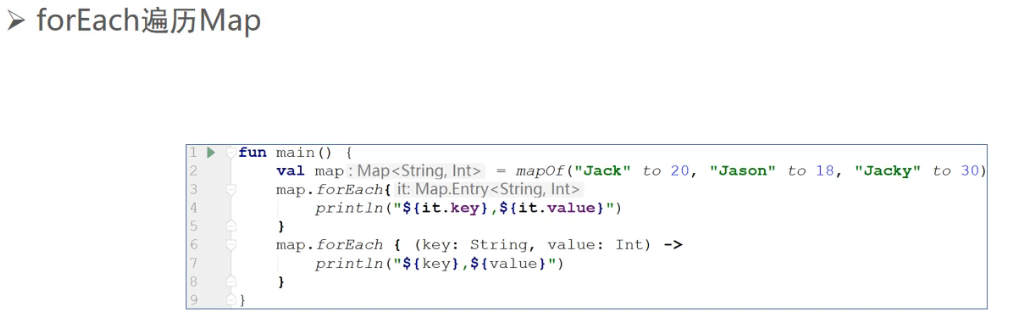 ➤ forEach遍历Map
1 fun main() {
2 val map : Map<String, Int> = mapOf("Jack" to 20, "Jason" to 18, "Jacky" to 30)
3 map.forEach{ it: Map.Entry<String, Int>
4 println("${it.key},${it.value}")
5 }
6 map.forEach { (key: String, value: Int) ->
7 println("${key},${value}")
8 }
9 }